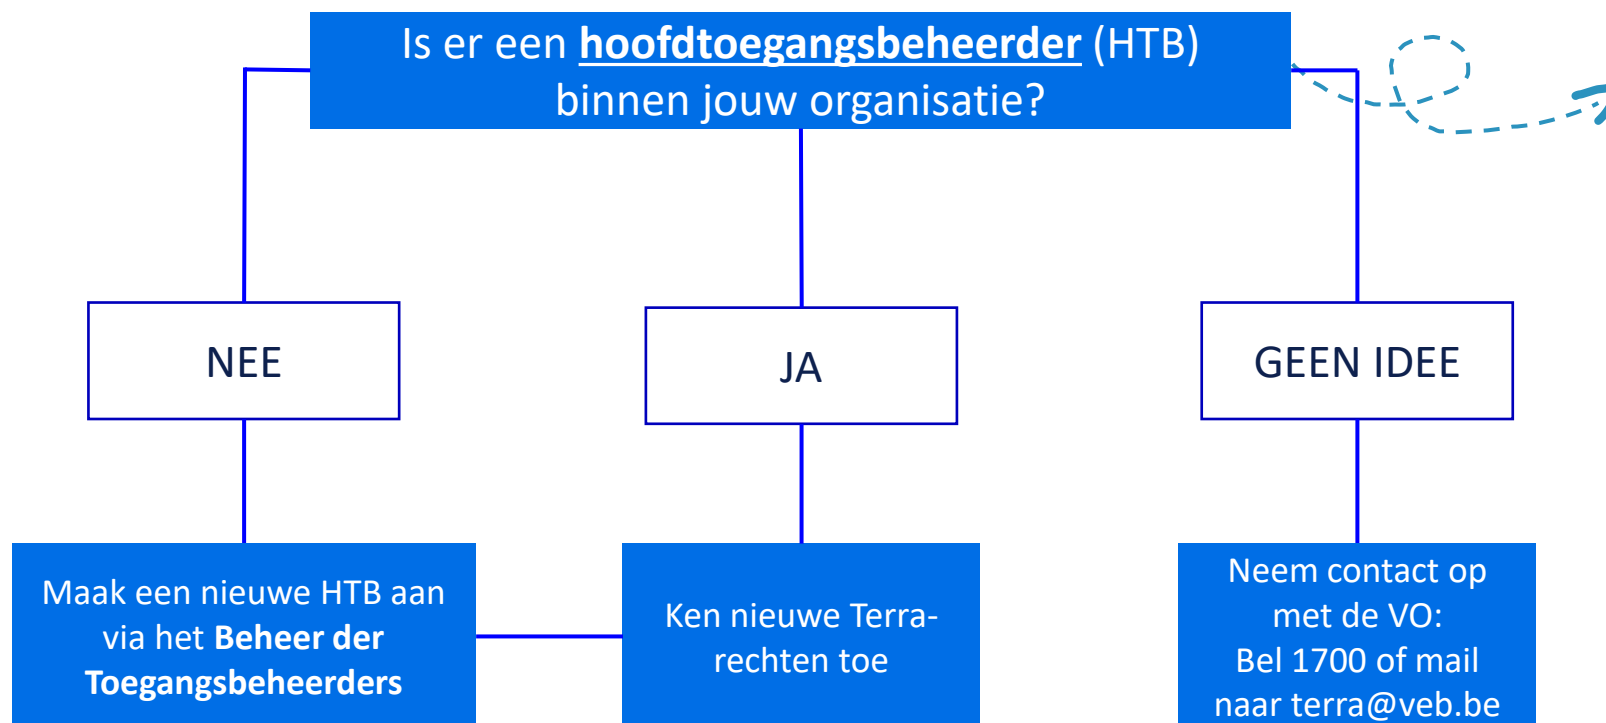 Is er een hoofdtoegangsbeheerder (HTB)
binnen jouw organisatie?
NEE
JA
GEEN IDEE
Maak een nieuwe HTB aan
via het Beheer der
Toegangsbeheerders
Ken nieuwe Terra-
rechten toe
Neem contact op
met de VO:
Bel 1700 of mail
naar terra@veb.be